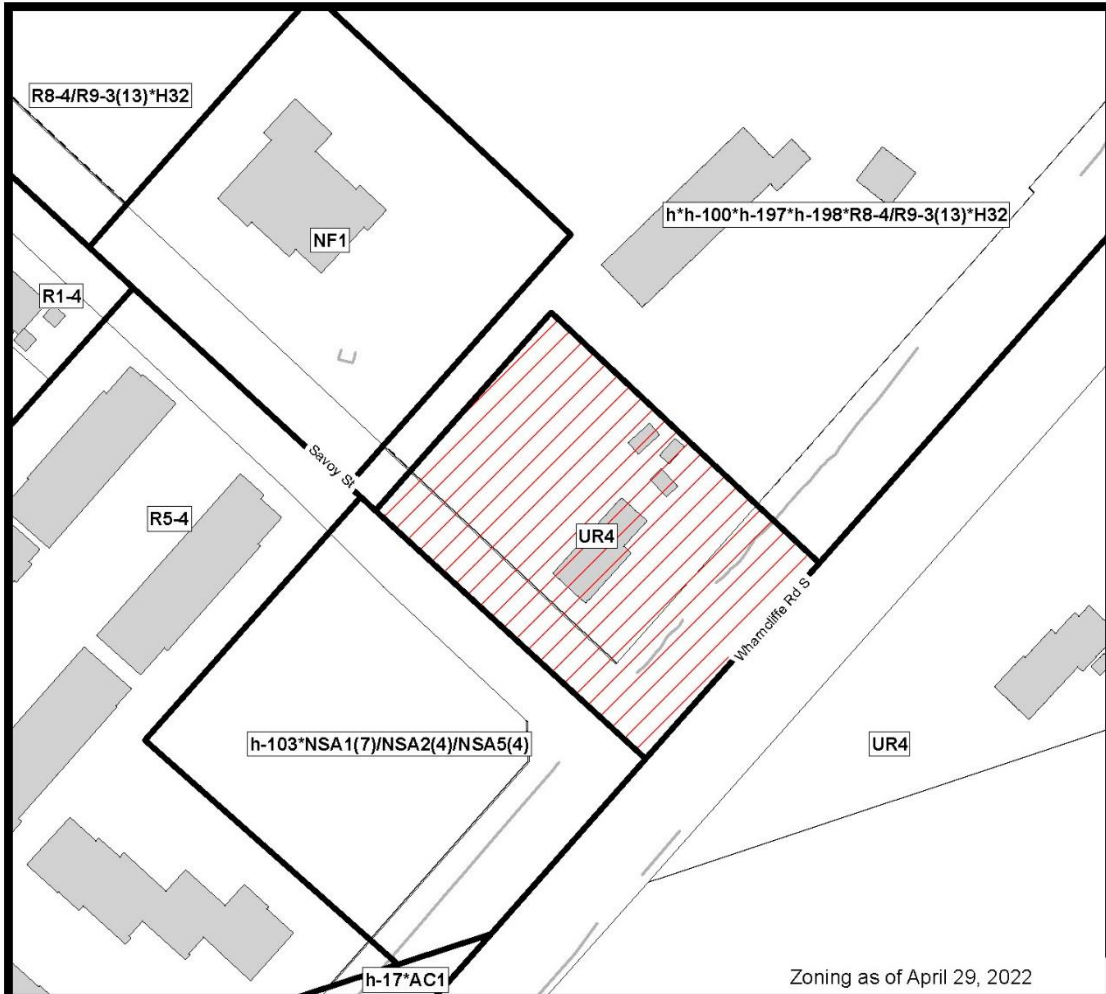 R8-4/R9-3(13)*H32
h*h-100*h-197*h-198*R8-4/R9-3(13)*H32
NF1
R1-4
Savoy St
R5-4
UR4
Wharncliffe Rd S
h-103*NSA1(7)/NSA2(4)/NSA5(4)
UR4
h-17*AC1
Zoning as of April 29, 2022